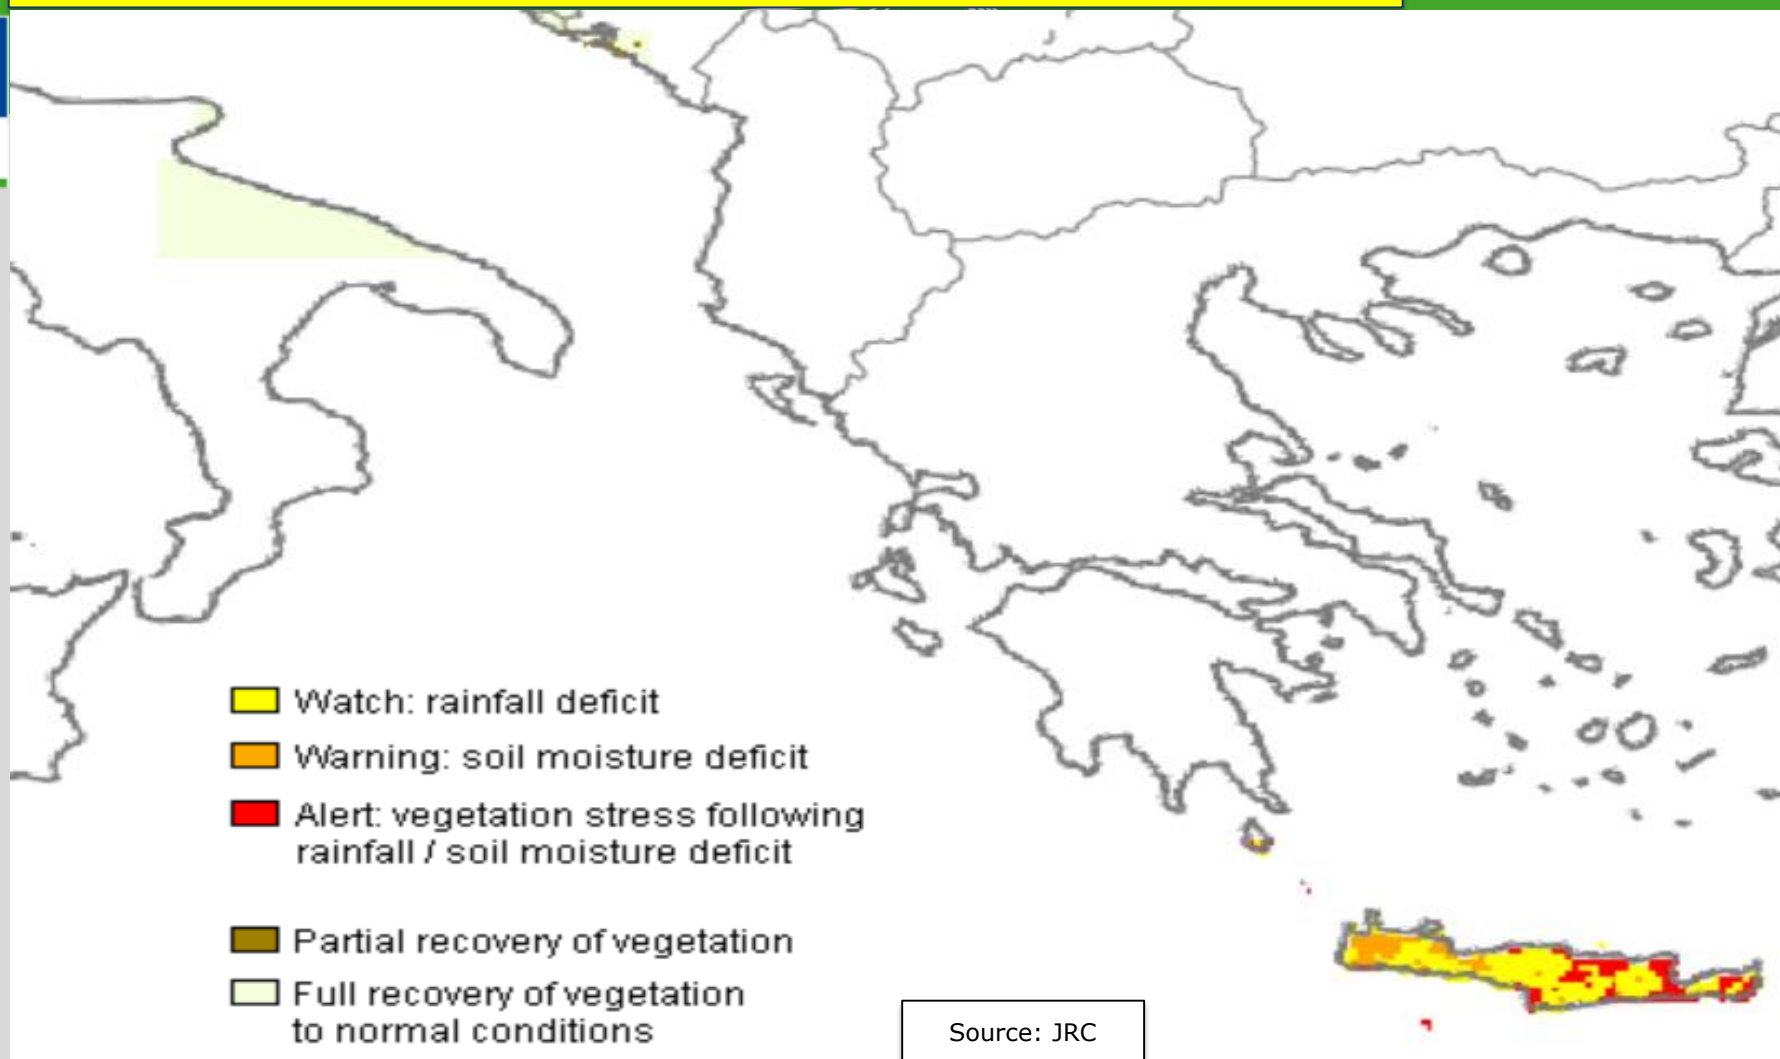 Watch: rainfall deficit
Warning: soil moisture deficit
Alert: vegetation stress following
rainfall / soil moisture deficit
Partial recovery of vegetation
Full recovery of vegetation
to normal conditions
Source: JRC